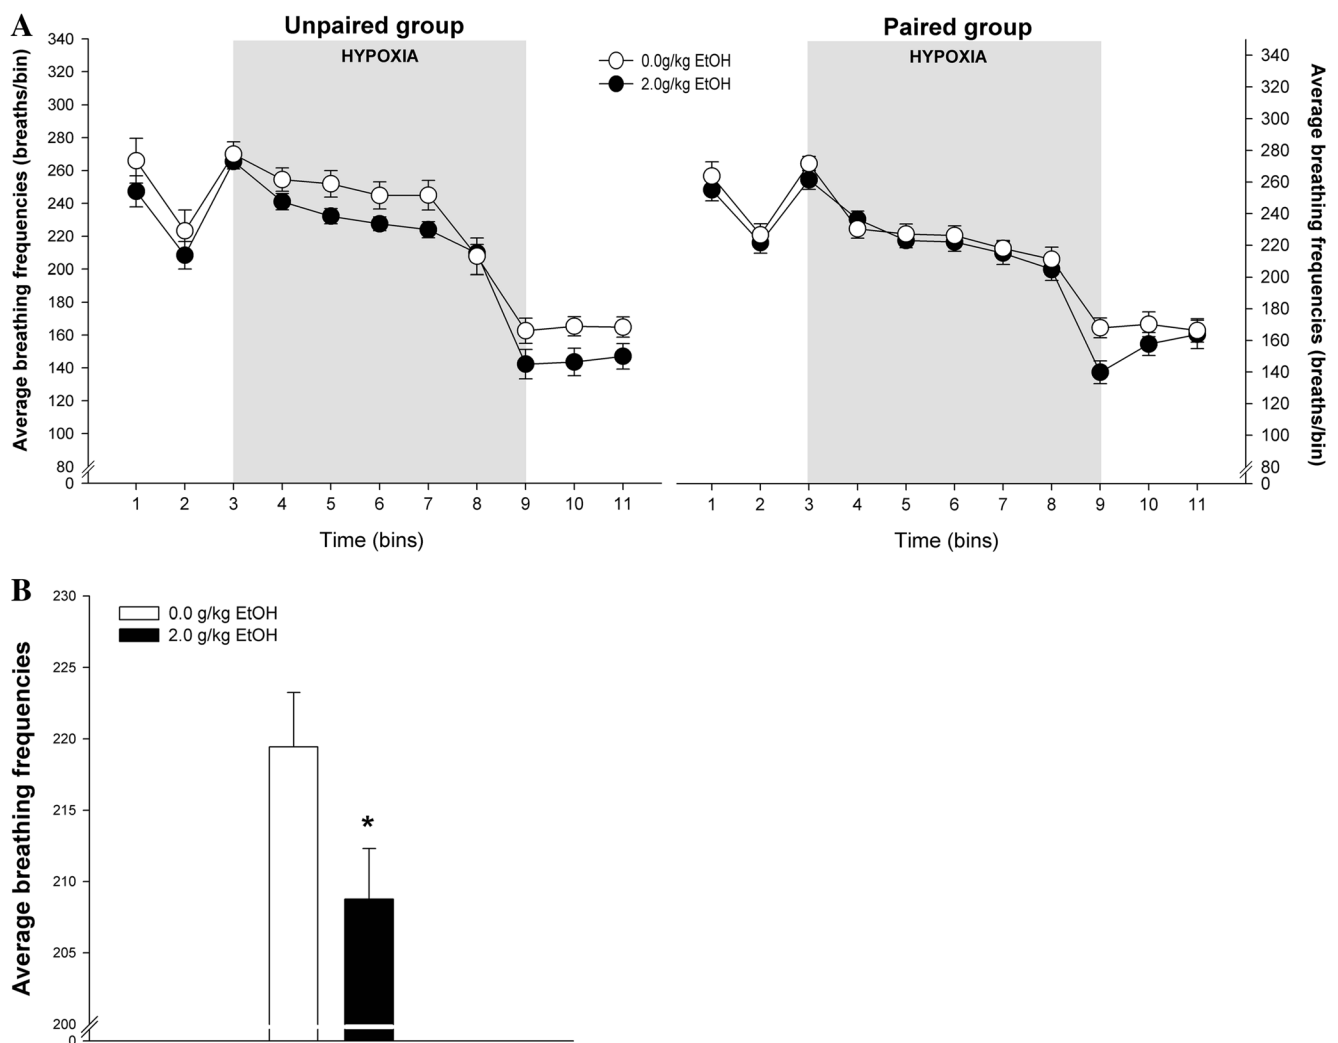 A
Unpaired group
Paired group
HYPOXIA
HYPOXIA
0.0g/kg EtOH
2.0g/kg EtOH
Average breathing frequencies (breaths/bin)
340
320
300
280
260
240
220
200
180
160
140
120
100
80
0
1 2 3 4 5 6 7 8 9 10 11
Time (bins)
1 2 3 4 5 6 7 8 9 10 11
Time (bins)
340
320
300
280
260
240
220
200
180
160
140
120
100
80
0
Average breathing frequencies (breaths/bin)
B
0.0 g/kg EtOH
2.0 g/kg EtOH
Average breathing frequencies
230
225
220
215
210
205
200
0
*